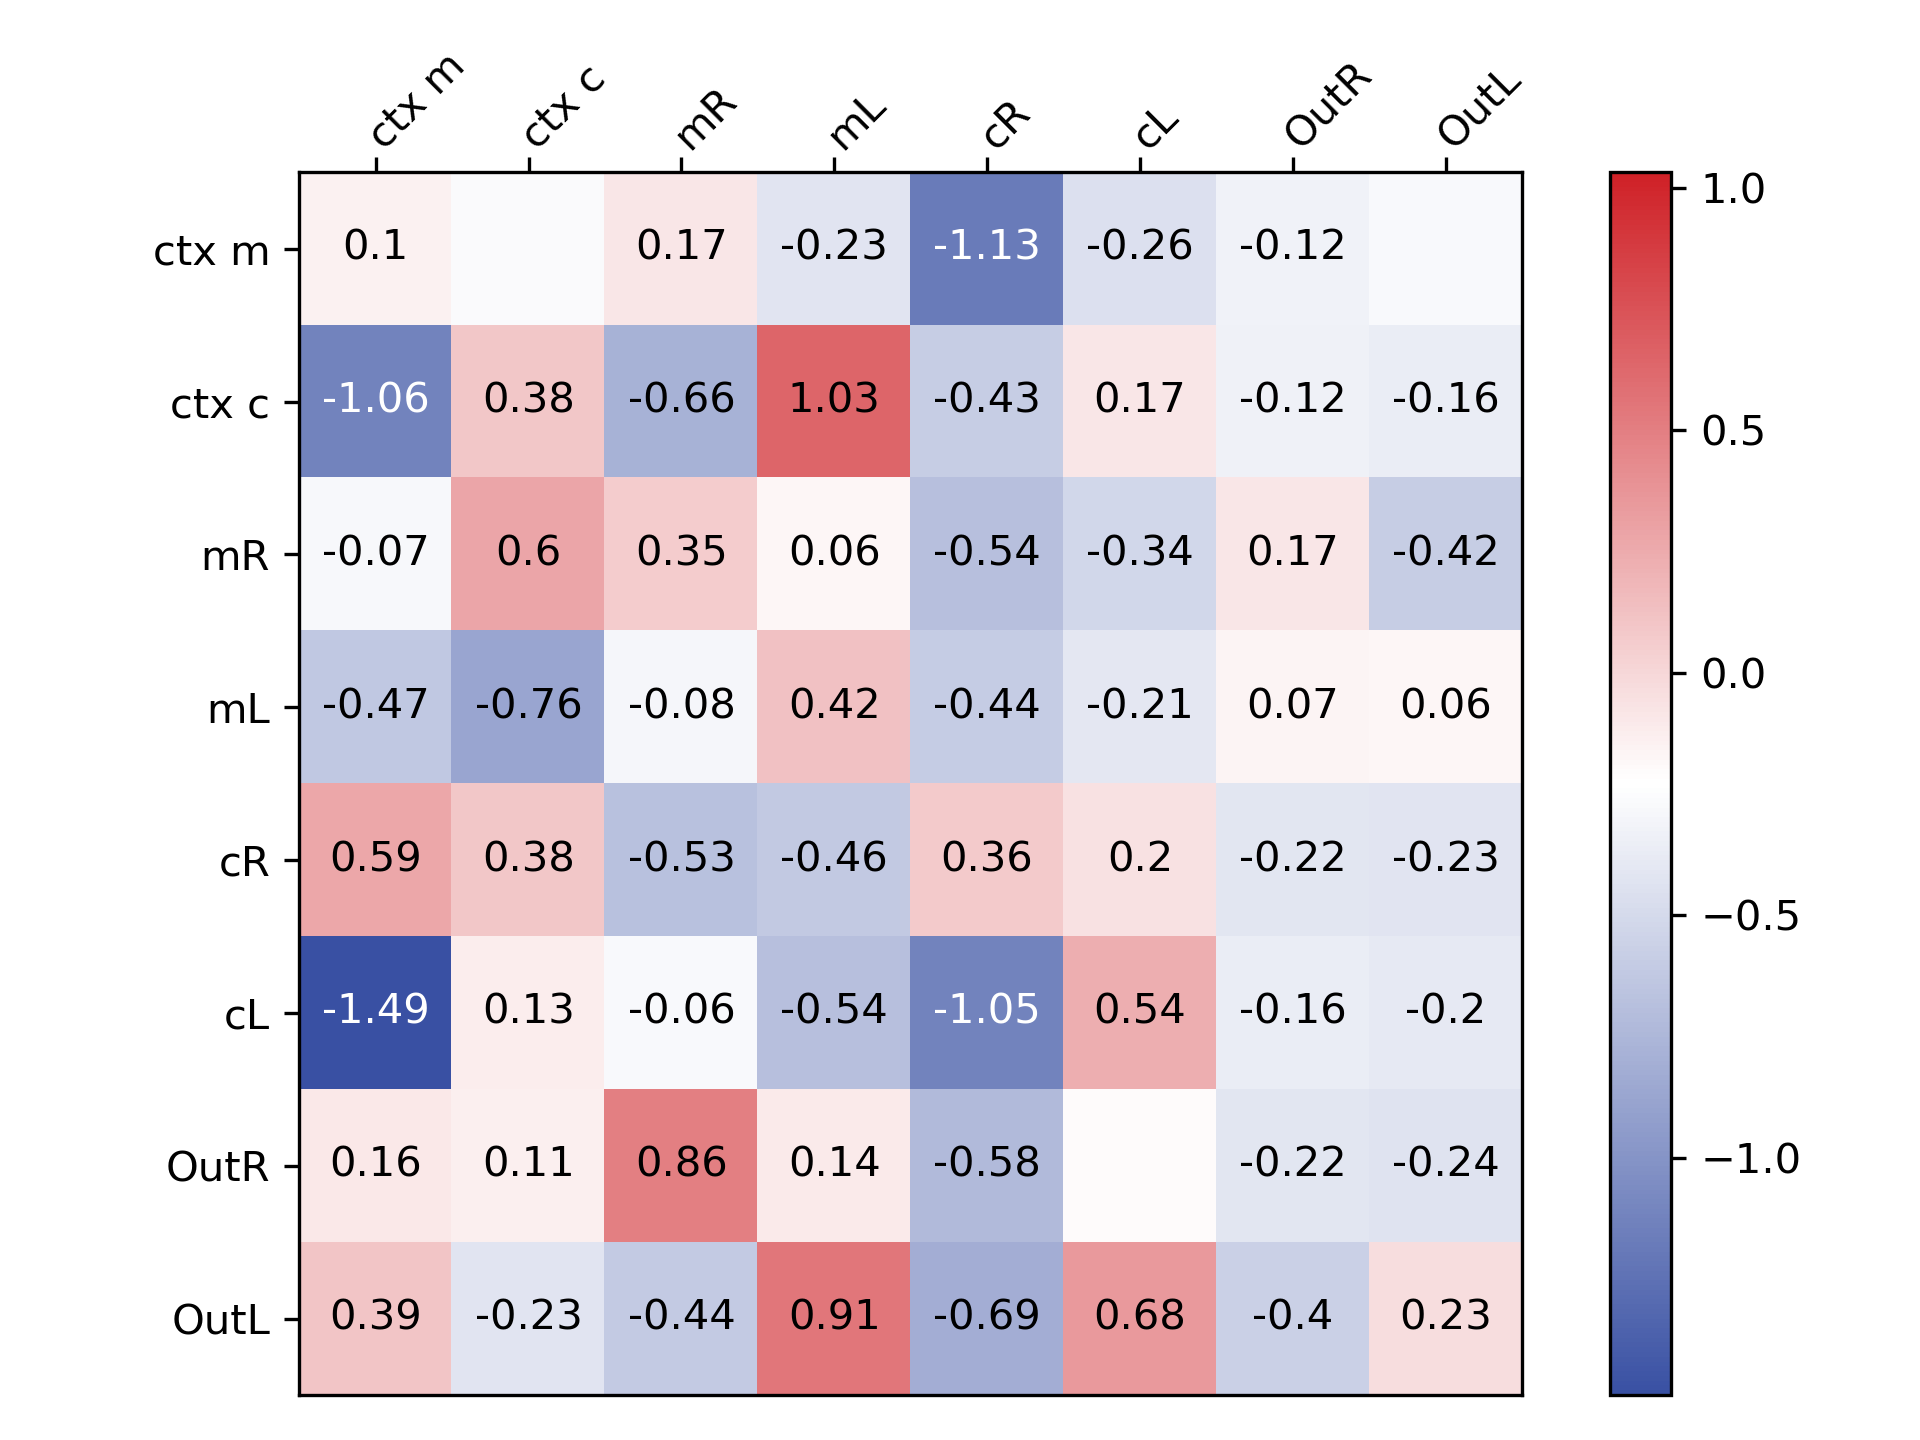 ctx m ctx c mR mL cR cL OutR OutL
ctx m 0.1 0.17 -0.23 -1.13 -0.26 -0.12
ctx c -1.06 0.38 -0.66 1.03 -0.43 0.17 -0.12 -0.16
mR -0.07 0.6 0.35 0.06 -0.54 -0.34 0.17 -0.42
mL -0.47 -0.76 -0.08 0.42 -0.44 -0.21 0.07 0.06
cR 0.59 0.38 -0.53 -0.46 0.36 0.2 -0.22 -0.23
cL -1.49 0.13 -0.06 -0.54 -1.05 0.54 -0.16 -0.2
OutR 0.16 0.11 0.86 0.14 -0.58 -0.22 -0.24
OutL 0.39 -0.23 -0.44 0.91 -0.69 0.68 -0.4 0.23
1.0
0.5
0.0
−0.5
−1.0